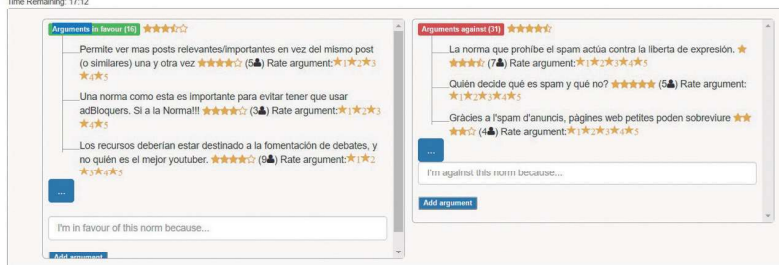 Time Remaining: 17:12
Arguments in favour (16)
Permite ver mas posts relevantes/importantes en vez del mismo post
(o similares) una y otra vez ★★★★☆ (5👤) Rate argument:★1★2★3
★4★5
Una norma como esta es importante para evitar tener que usar
adBloquers. Si a la Norma!!! ★★★★☆ (3👤) Rate argument:★1★2★3
★4★5
Los recursos deberían estar destinado a la fomentación de debates, y
no quién es el mejor youtuber. ★★★★☆ (9👤) Rate argument:★1★2
★3★4★5
...
I'm in favour of this norm because...
Add argument
Arguments against (31)
La norma que prohíbe el spam actúa contra la liberta de expresión. ★
★★★☆ (7👤) Rate argument:★1★2★3★4★5
Quién decide qué es spam y qué no? ★★★★★ (5👤) Rate argument:
★1★2★3★4★5
Gràcies a l'spam d'anuncis, pàgines web petites poden sobreviure ★★
★★☆ (4👤) Rate argument:★1★2★3★4★5
...
I'm against this norm because...
Add argument